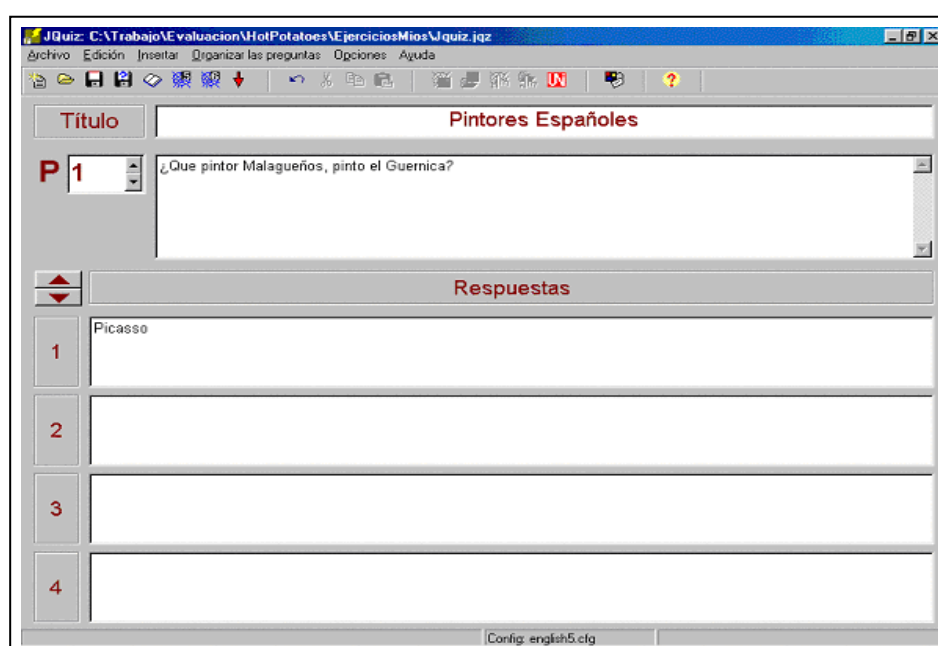 JQuiz: C:\Trabajo\Evaluacion\HotPotatoes\EjerciciosMios\Jquiz.jqz
Archivo Edición Insertar Organizar las preguntas Opciones Ayuda
Título Pintores Españoles
P 1 ¿Que pintor Malagueños, pinto el Guernica?
Respuestas
1 Picasso
2
3
4
Config: english5.cfg